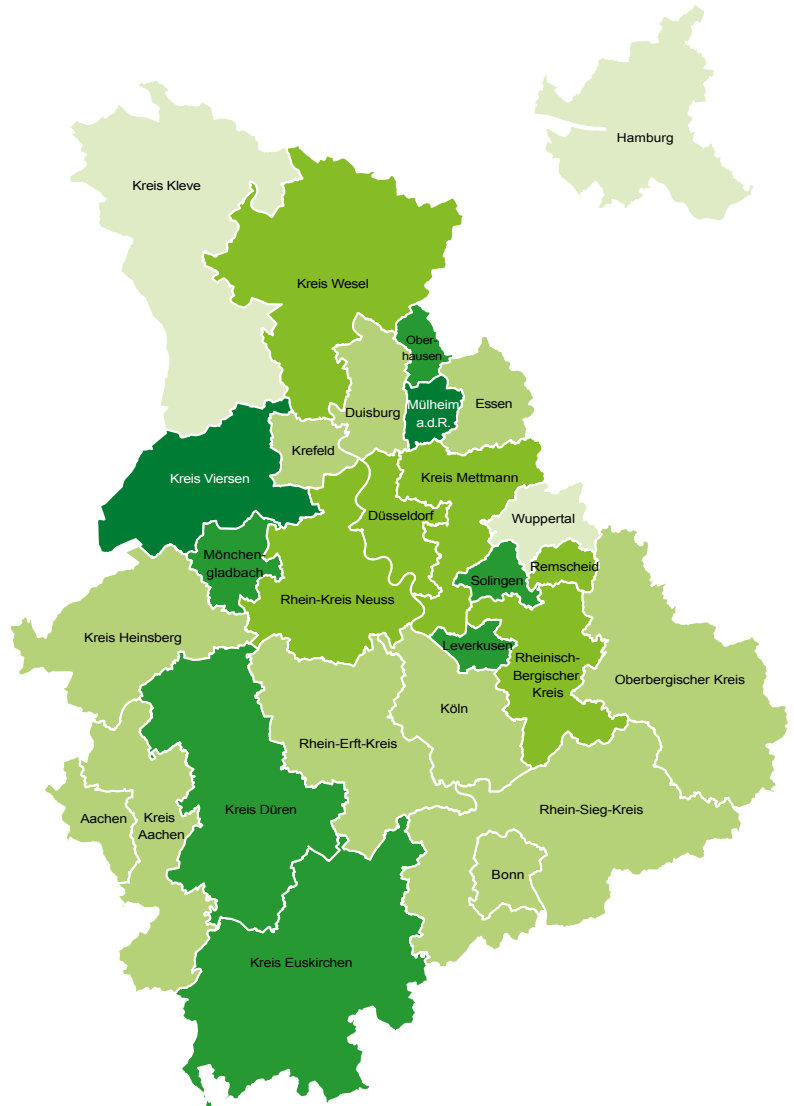 Hamburg
Kreis Kleve
Kreis Wesel
Ober-
hausen
Mülheim
a.d.R.
Essen
Duisburg
Krefeld
Kreis Viersen
Kreis Mettmann
Düsseldorf
Wuppertal
Mönchen-
gladbach
Remscheid
Solingen
Rhein-Kreis Neuss
Kreis Heinsberg
Leverkusen
Rheinisch-
Bergischer
Kreis
Oberbergischer Kreis
Köln
Rhein-Erft-Kreis
Rhein-Sieg-Kreis
Kreis Düren
Aachen
Kreis
Aachen
Bonn
Kreis Euskirchen